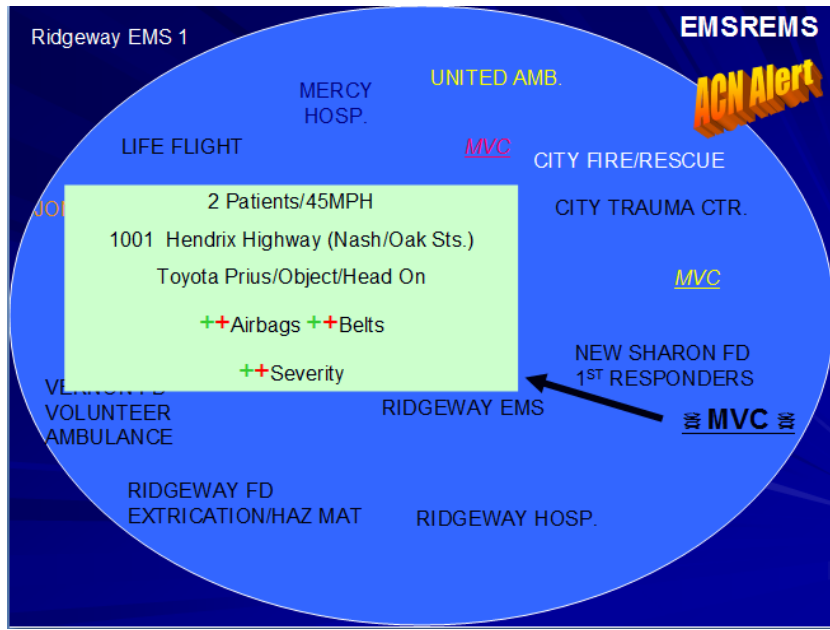 Ridgeway EMS 1
EMSREMS
ACN Alert
UNITED AMB.
MERCY
HOSP.
LIFE FLIGHT
MVC
CITY FIRE/RESCUE
CITY TRAUMA CTR.
2 Patients/45MPH
1001 Hendrix Highway (Nash/Oak Sts.)
Toyota Prius/Object/Head On
++Airbags ++Belts
++Severity
MVC
NEW SHARON FD
1ST RESPONDERS
MVC
VOLUNTEER
AMBULANCE
RIDGEWAY EMS
RIDGEWAY FD
EXTRICATION/HAZ MAT
RIDGEWAY HOSP.